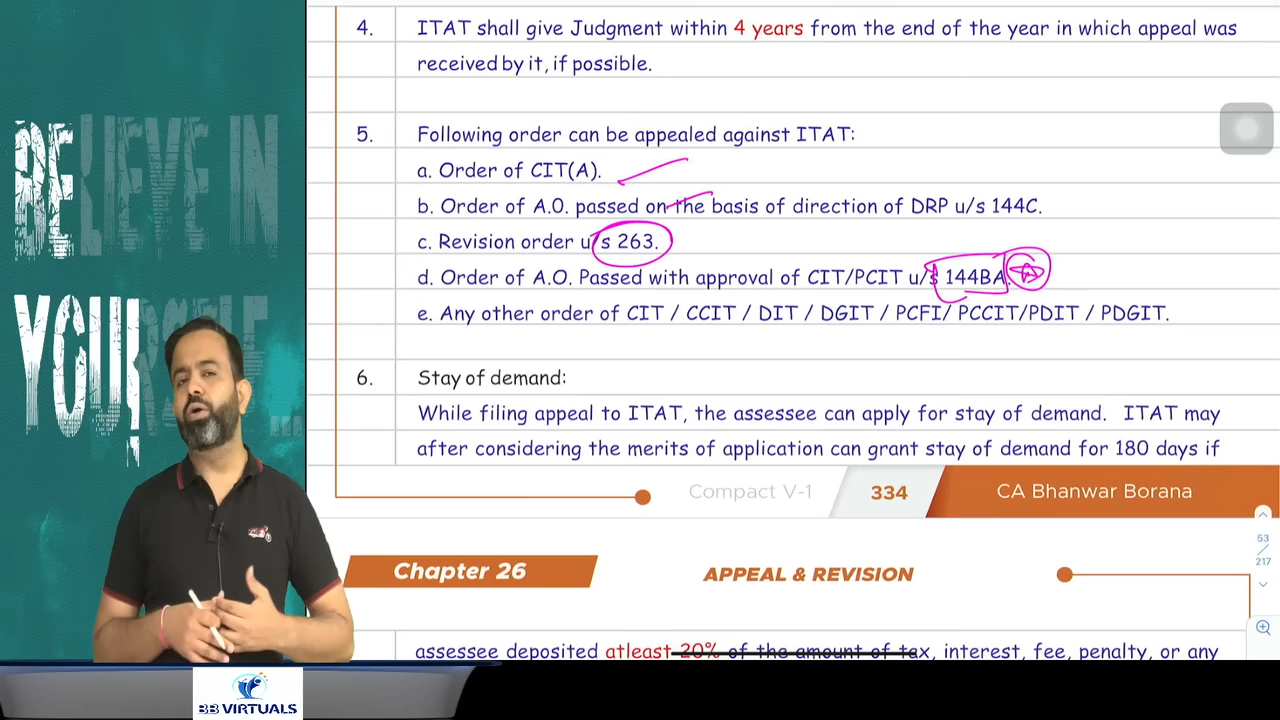 BELIEVE IN
YOURSELF...
4. ITAT shall give Judgment within 4 years from the end of the year in which appeal was
received by it, if possible.
5. Following order can be appealed against ITAT:
a. Order of CIT(A).
b. Order of A.O. passed on the basis of direction of DRP u/s 144C.
c. Revision order u/s 263.
d. Order of A.O. Passed with approval of CIT/PCIT u/s 144BA.
e. Any other order of CIT / CCIT / DIT / DGIT / PCFI/ PCCIT/PDIT / PDGIT.
6. Stay of demand:
While filing appeal to ITAT, the assessee can apply for stay of demand. ITAT may
after considering the merits of application can grant stay of demand for 180 days if
Compact V-1 334 CA Bhanwar Borana
53
217
Chapter 26 APPEAL & REVISION
assessee deposited atleast 20% of the amount of tax, interest, fee, penalty, or any
BB VIRTUALS